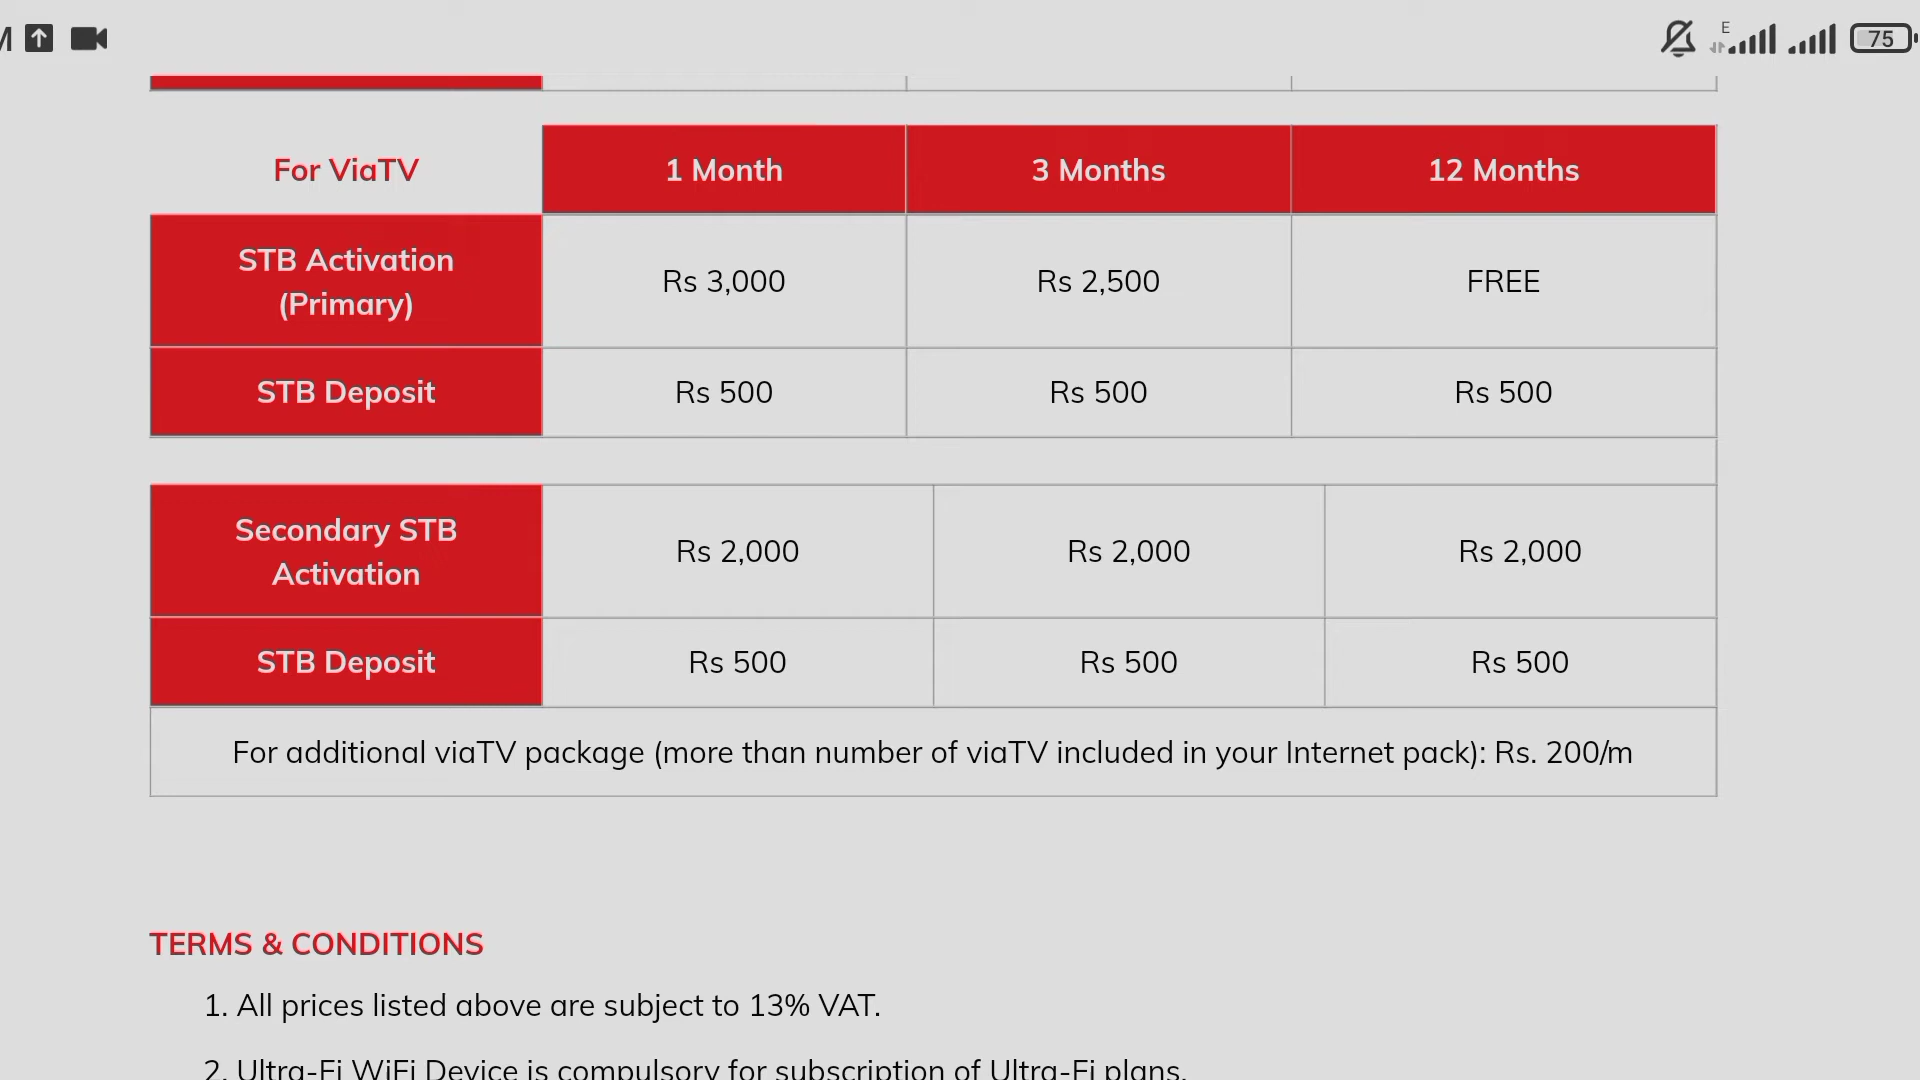 E
75
For ViaTV 1 Month 3 Months 12 Months
STB Activation
(Primary) Rs 3,000 Rs 2,500 FREE
STB Deposit Rs 500 Rs 500 Rs 500
Secondary STB
Activation Rs 2,000 Rs 2,000 Rs 2,000
STB Deposit Rs 500 Rs 500 Rs 500
For additional viaTV package (more than number of viaTV included in your Internet pack): Rs. 200/m
TERMS & CONDITIONS
1. All prices listed above are subject to 13% VAT.
2. Ultra-Fi WiFi Device is compulsory for subscription of Ultra-Fi plans.